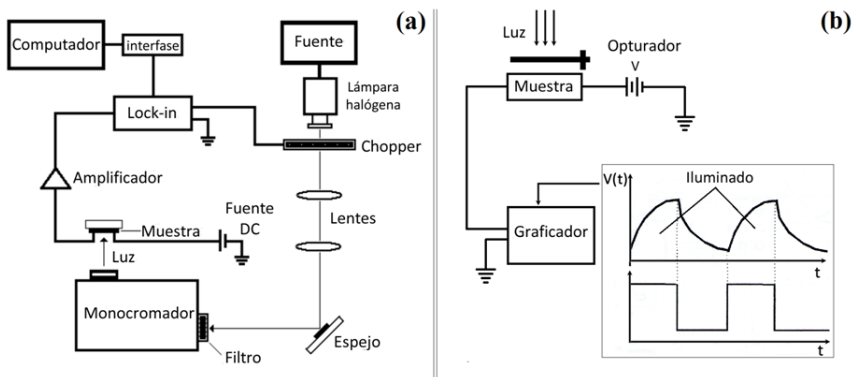 (a)
Computador
interfase
Fuente
Lámpara
halógena
Lock-in
Chopper
Amplificador
Lentes
Muestra
Fuente
DC
Luz
Monocromador
Filtro
Espejo
(b)
Luz
Opturador
V
Muestra
Graficador
V(t)
Iluminado
t
t